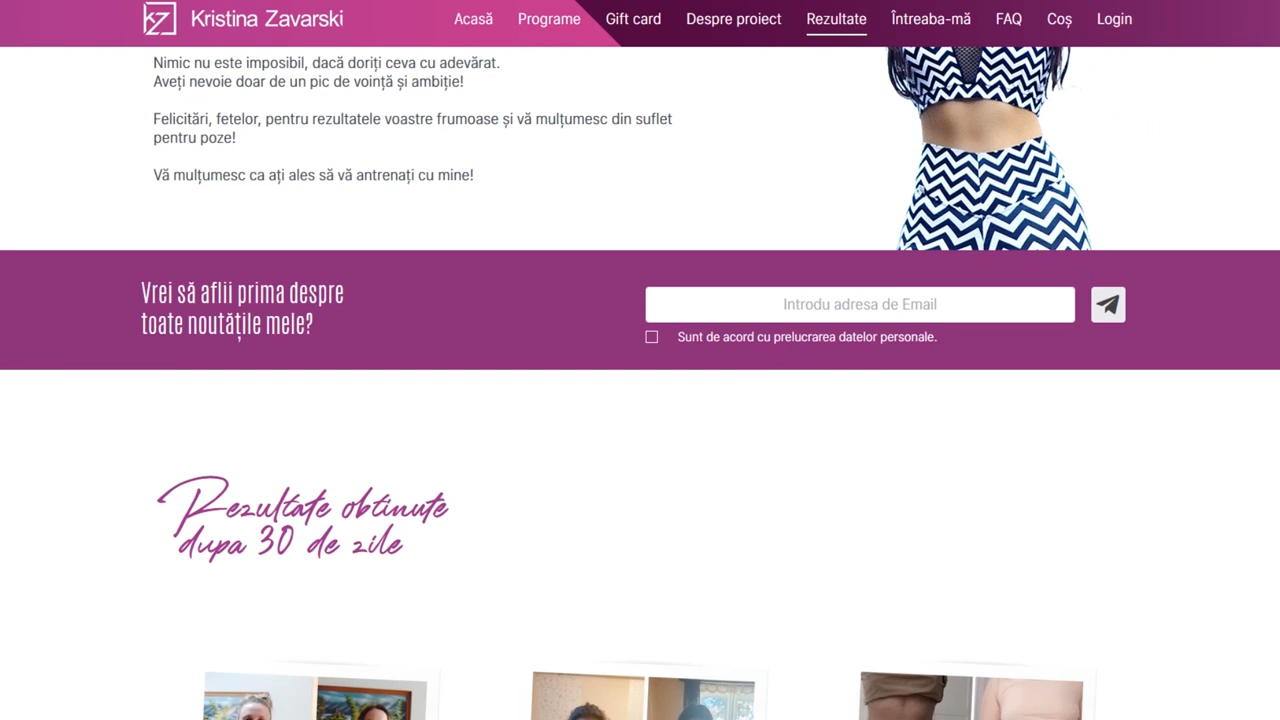 KZ Kristina Zavarski
Acasă Programe Gift card Despre proiect Rezultate Întreaba-mă FAQ Coș Login
Nimic nu este imposibil, dacă doriți ceva cu adevărat.
Aveți nevoie doar de un pic de voință și ambiție!
Felicitări, fetelor, pentru rezultatele voastre frumoase și vă mulțumesc din suflet
pentru poze!
Vă mulțumesc ca ați ales să vă antrenați cu mine!
Vrei să aflii prima despre
toate noutățile mele?
Introdu adresa de Email
Sunt de acord cu prelucrarea datelor personale.
Rezultate obtinute
dupa 30 de zile